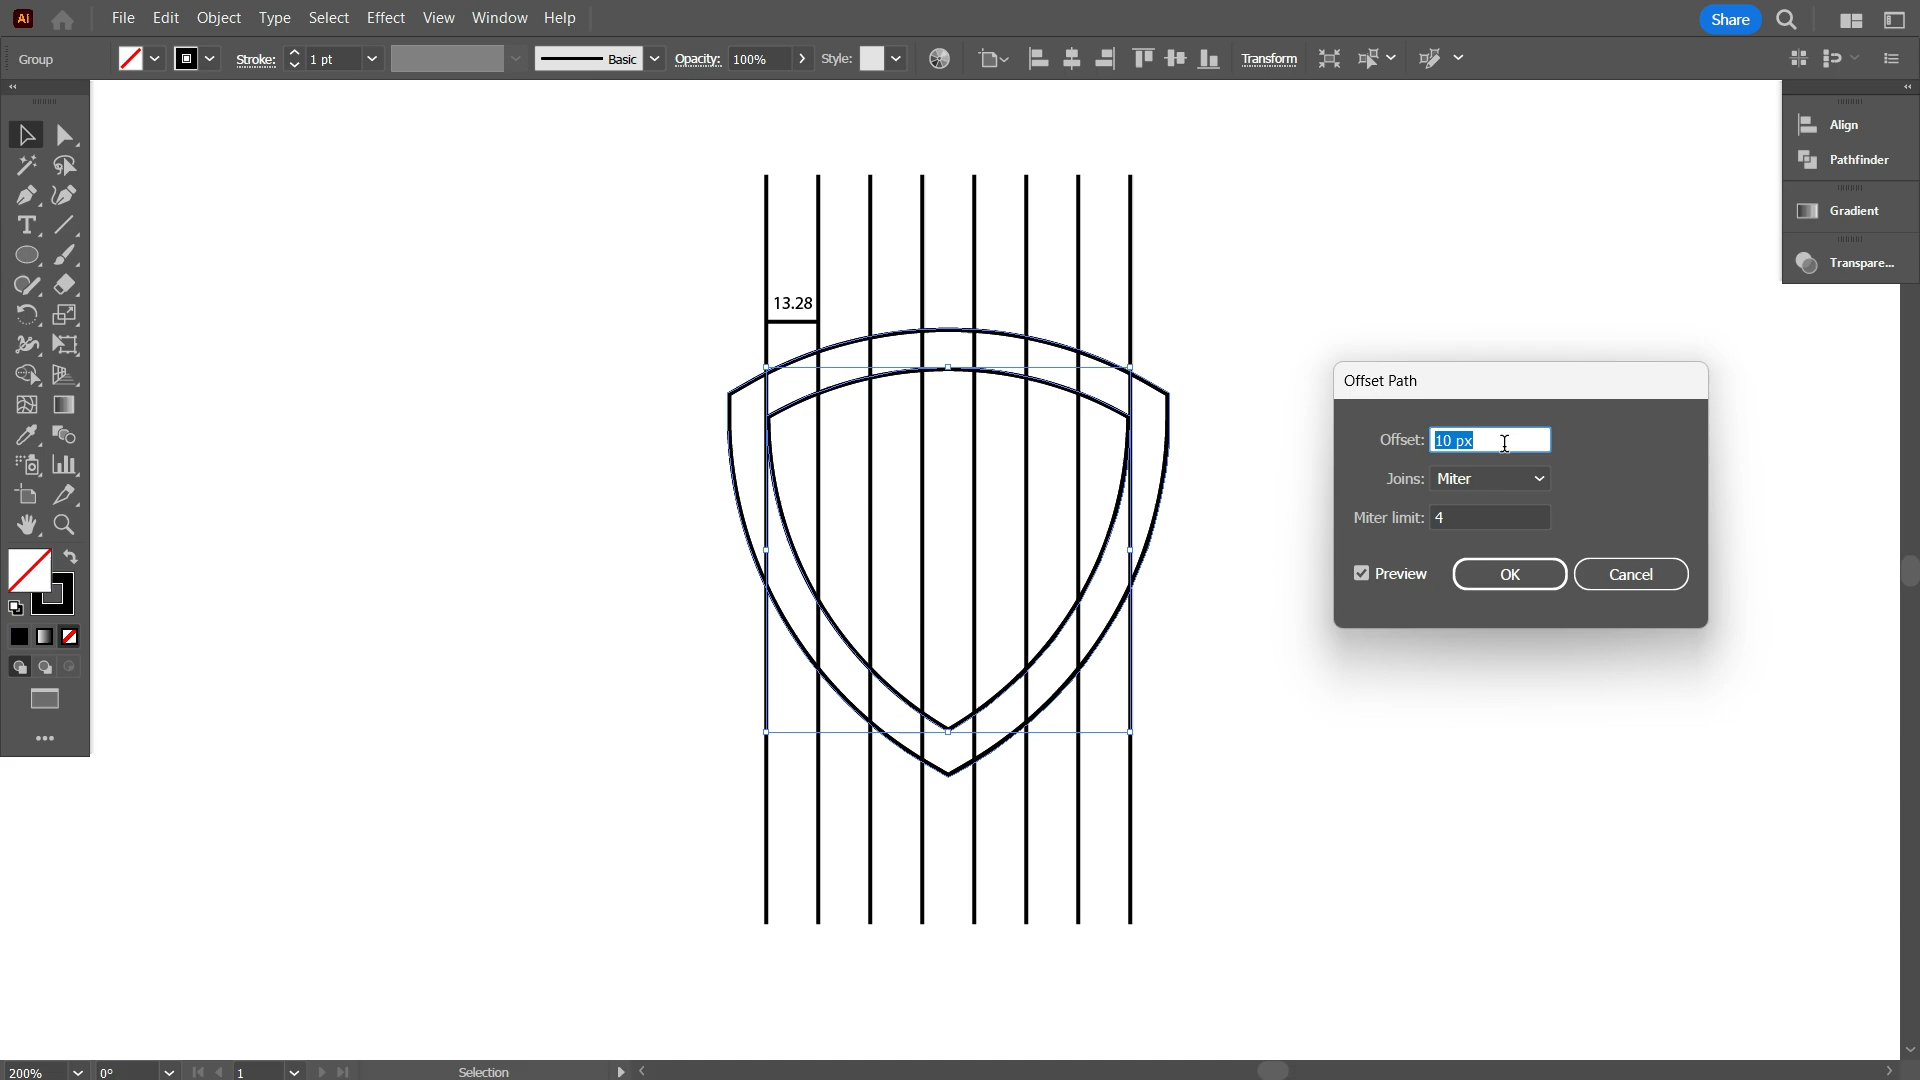 Ai File Edit Object Type Select Effect View Window Help Share
Group Stroke: 1 pt Basic Opacity: 100% Style: Transform
Align
Pathfinder
Gradient
Transpare...
13.28
Offset Path
Offset: 10 px
Joins: Miter
Miter limit: 4
Preview OK Cancel
200% 0° 1 Selection